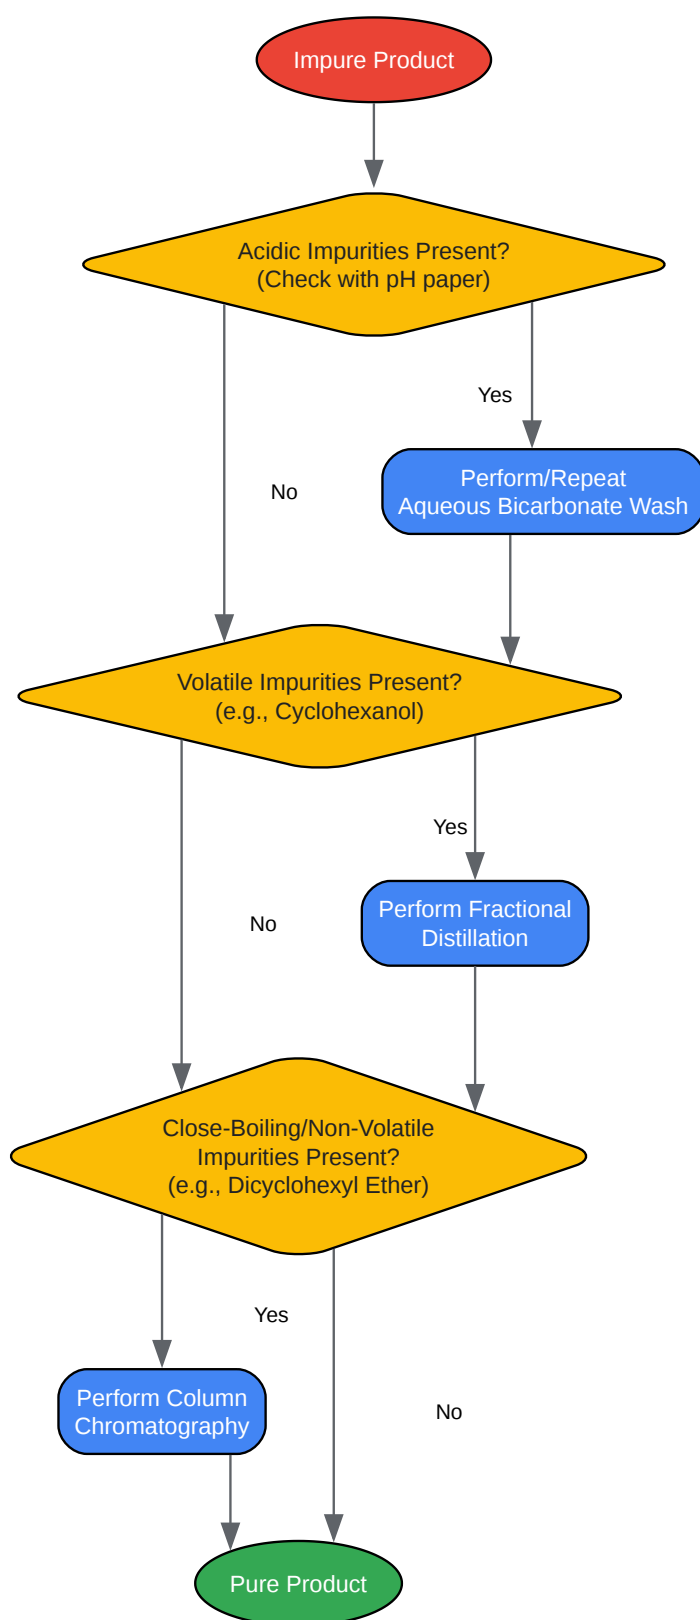 Impure Product
Acidic Impurities Present?
(Check with pH paper)
Yes
Perform/Repeat
Aqueous Bicarbonate Wash
No
Volatile Impurities Present?
(e.g., Cyclohexanol)
Yes
Perform Fractional
Distillation
No
Close-Boiling/Non-Volatile
Impurities Present?
(e.g., Dicyclohexyl Ether)
Yes
Perform Column
Chromatography
No
Pure Product